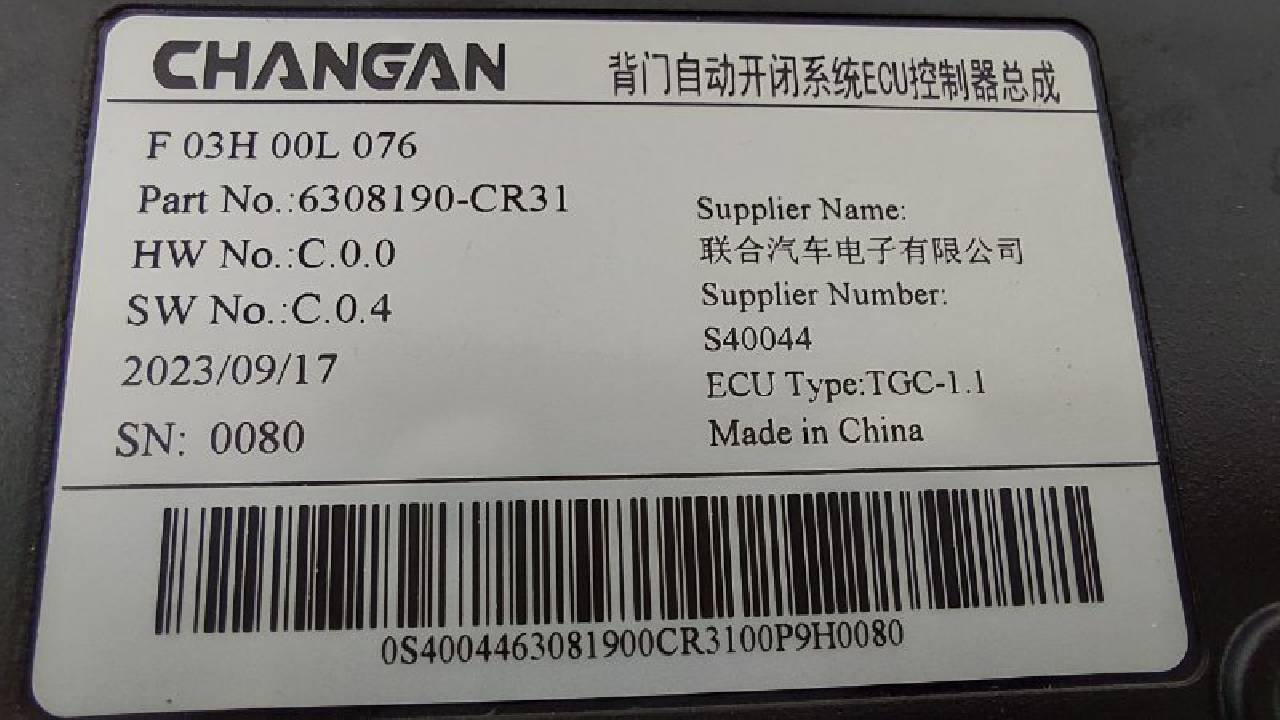 CHANGAN 背门自动开闭系统ECU控制器总成
F 03H 00L 076
Part No.:6308190-CR31
HW No.:C.0.0
SW No.:C.0.4
2023/09/17
SN: 0080
Supplier Name:
联合汽车电子有限公司
Supplier Number:
S40044
ECU Type:TGC-1.1
Made in China
0S4004463081900CR3100P9H0080